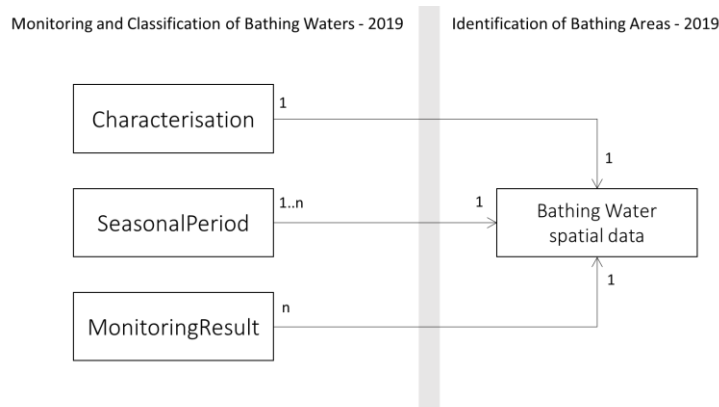 Monitoring and Classification of Bathing Waters - 2019
Identification of Bathing Areas - 2019
Characterisation
1
1
SeasonalPeriod
1..n
1
Bathing Water
spatial data
MonitoringResult
n
1